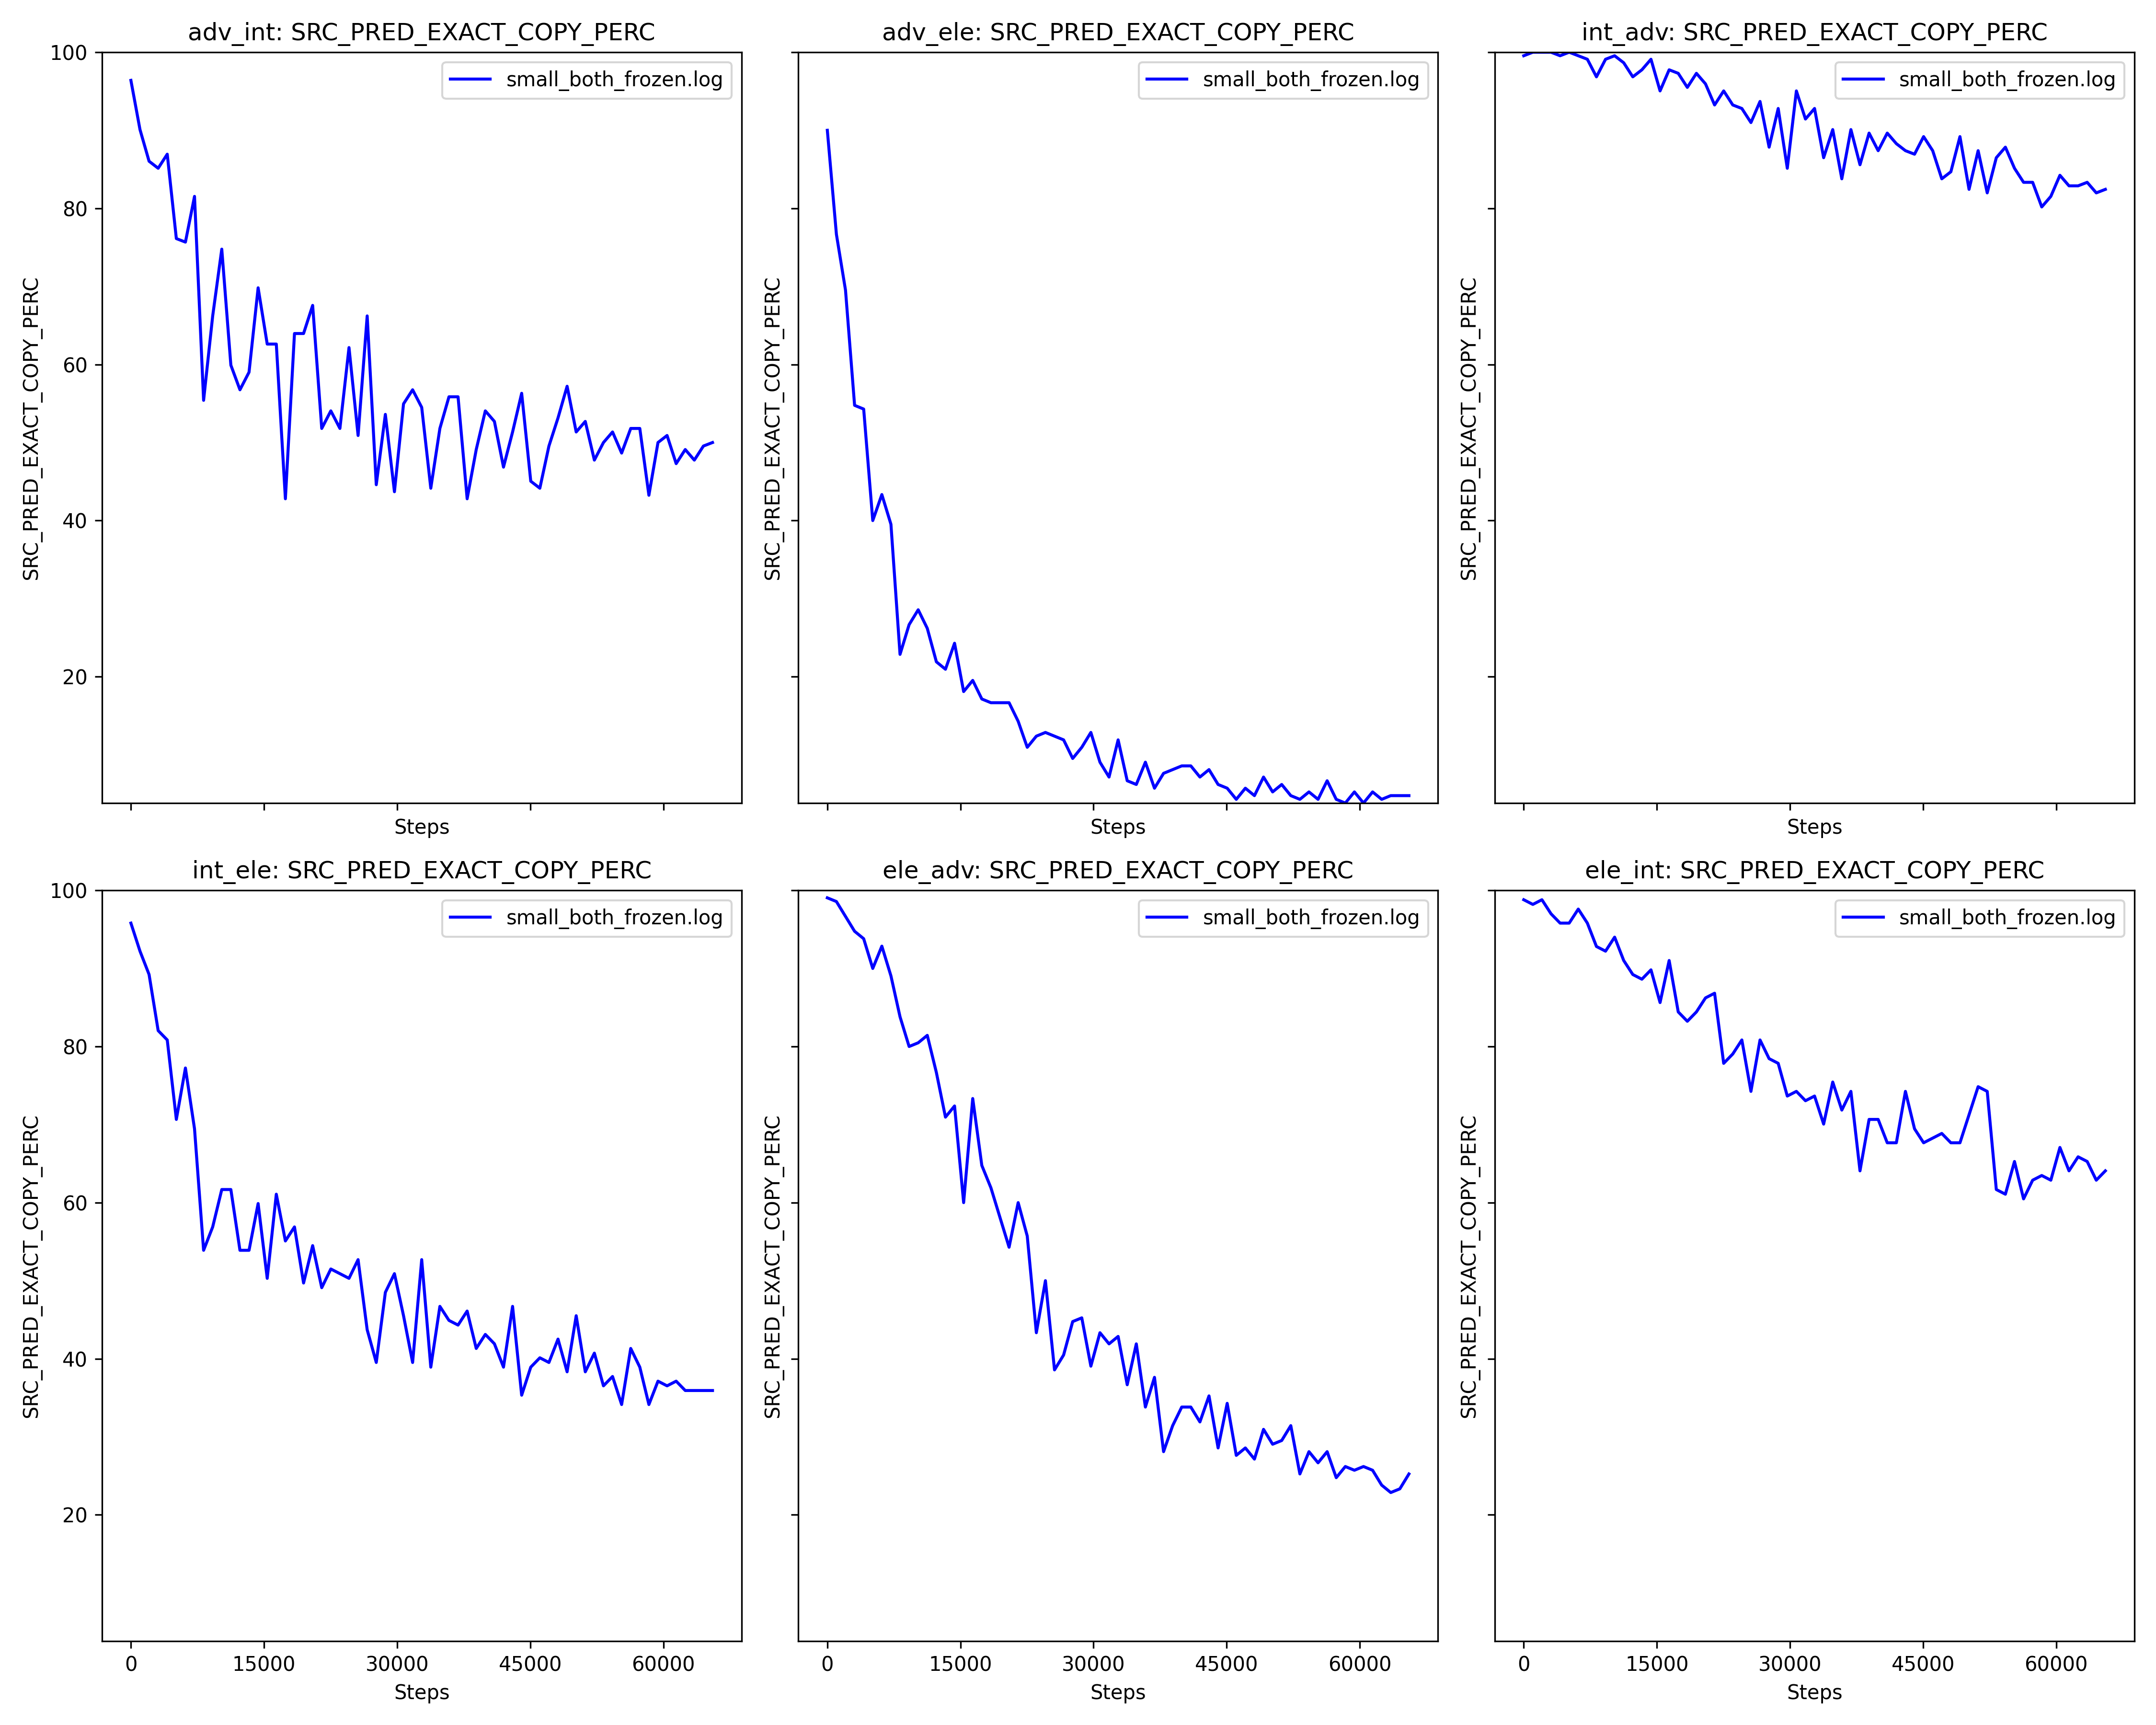 adv_int: SRC_PRED_EXACT_COPY_PERC
adv_ele: SRC_PRED_EXACT_COPY_PERC
int_adv: SRC_PRED_EXACT_COPY_PERC
100
80
60
40
20
SRC_PRED_EXACT_COPY_PERC
small_both_frozen.log
Steps
SRC_PRED_EXACT_COPY_PERC
small_both_frozen.log
Steps
SRC_PRED_EXACT_COPY_PERC
small_both_frozen.log
Steps
int_ele: SRC_PRED_EXACT_COPY_PERC
ele_adv: SRC_PRED_EXACT_COPY_PERC
ele_int: SRC_PRED_EXACT_COPY_PERC
100
80
60
40
20
SRC_PRED_EXACT_COPY_PERC
small_both_frozen.log
0 15000 30000 45000 60000
Steps
SRC_PRED_EXACT_COPY_PERC
small_both_frozen.log
0 15000 30000 45000 60000
Steps
SRC_PRED_EXACT_COPY_PERC
small_both_frozen.log
0 15000 30000 45000 60000
Steps